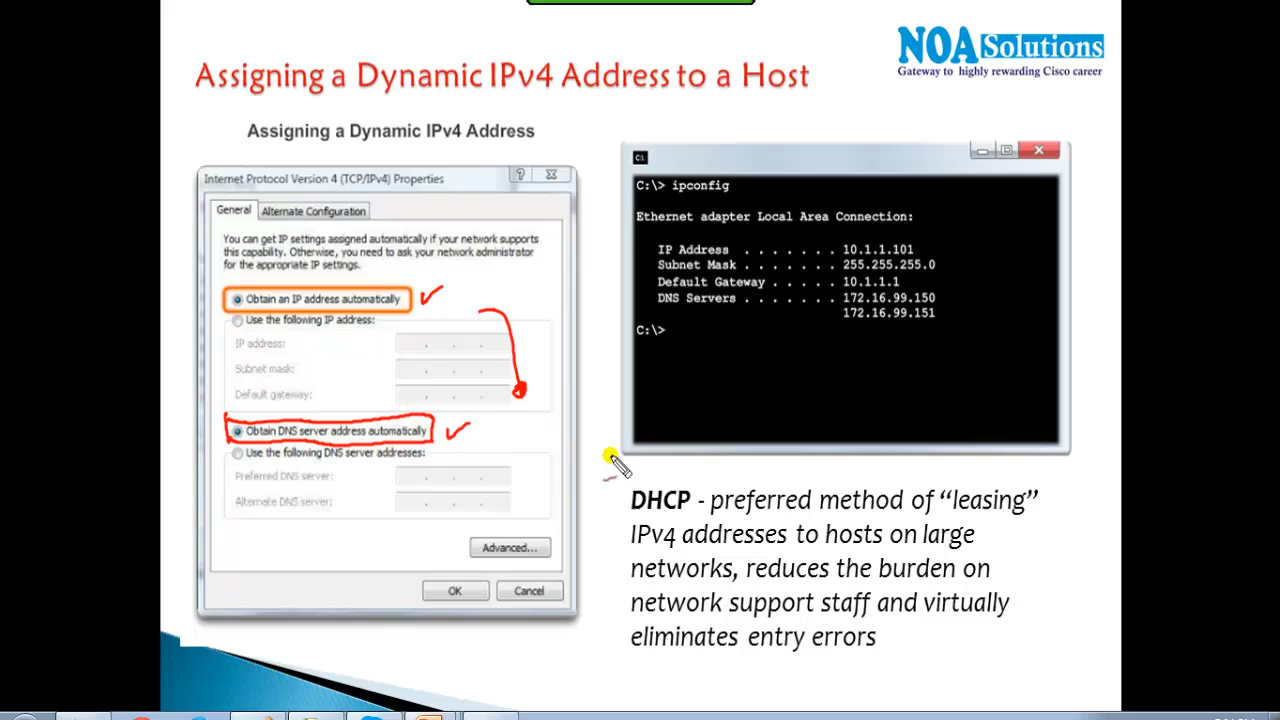 NOA Solutions
Gateway to highly rewarding Cisco career
Assigning a Dynamic IPv4 Address to a Host
Assigning a Dynamic IPv4 Address
Internet Protocol Version 4 (TCP/IPv4) Properties
General
Alternate Configuration
You can get IP settings assigned automatically if your network supports
this capability. Otherwise, you need to ask your network administrator
for the appropriate IP settings.
Obtain an IP address automatically
Use the following IP address:
IP address:
Subnet mask:
Default gateway:
Obtain DNS server address automatically
Use the following DNS server addresses:
Preferred DNS server:
Alternate DNS server:
Advanced...
OK
Cancel
C:\> ipconfig
Ethernet adapter Local Area Connection:
IP Address . . . . . . . 10.1.1.101
Subnet Mask . . . . . . . 255.255.255.0
Default Gateway . . . . . 10.1.1.1
DNS Servers . . . . . . . 172.16.99.150
172.16.99.151
C:\>
DHCP - preferred method of “leasing”
IPv4 addresses to hosts on large
networks, reduces the burden on
network support staff and virtually
eliminates entry errors